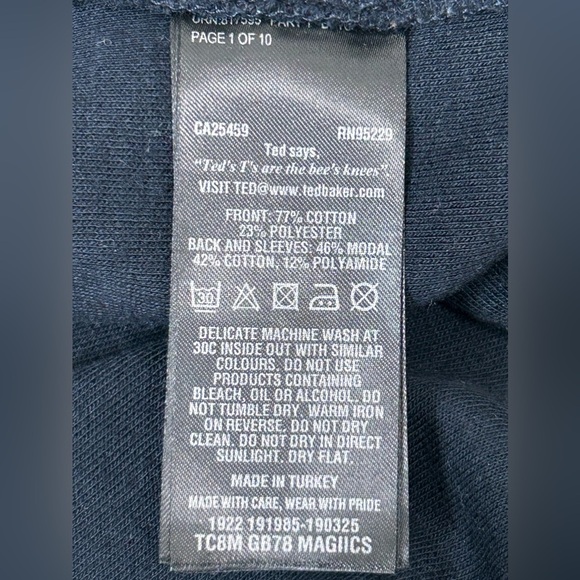 PAGE 1 OF 10
CA25459 RN95229
Ted says,
"Ted's T's are the bee's knees".
VISIT TED@www.tedbaker.com
FRONT: 77% COTTON
23% POLYESTER
BACK AND SLEEVES: 46% MODAL
42% COTTON, 12% POLYAMIDE
30
DELICATE MACHINE WASH AT
30C INSIDE OUT WITH SIMILAR
COLOURS. DO NOT USE
PRODUCTS CONTAINING
BLEACH, OIL OR ALCOHOL. DO
NOT TUMBLE DRY. WARM IRON
ON REVERSE. DO NOT DRY
CLEAN. DO NOT DRY IN DIRECT
SUNLIGHT. DRY FLAT.
MADE IN TURKEY
MADE WITH CARE, WEAR WITH PRIDE
1922 191985-190325
TC8M GB78 MAGIICS